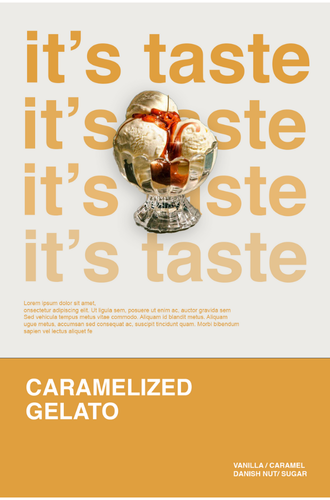 it's taste
it's taste
it's taste
it's taste
Lorem ipsum dolor sit amet,
onsectetur adipiscing elit. Ut ligula sem, posuere ut enim ac, auctor gravida sem
Sed vehicula tempus metus vitae commodo. Aliquam id blandit metus. Aliquam
ugue matus, accumsan sed consequat ac, suscipit tincidunt quam. Morbi bibendum
sapien vel lectus aliquet fe
CARAMELIZED
GELATO
VANILLA / CARAMEL
DANISH NUT/ SUGAR